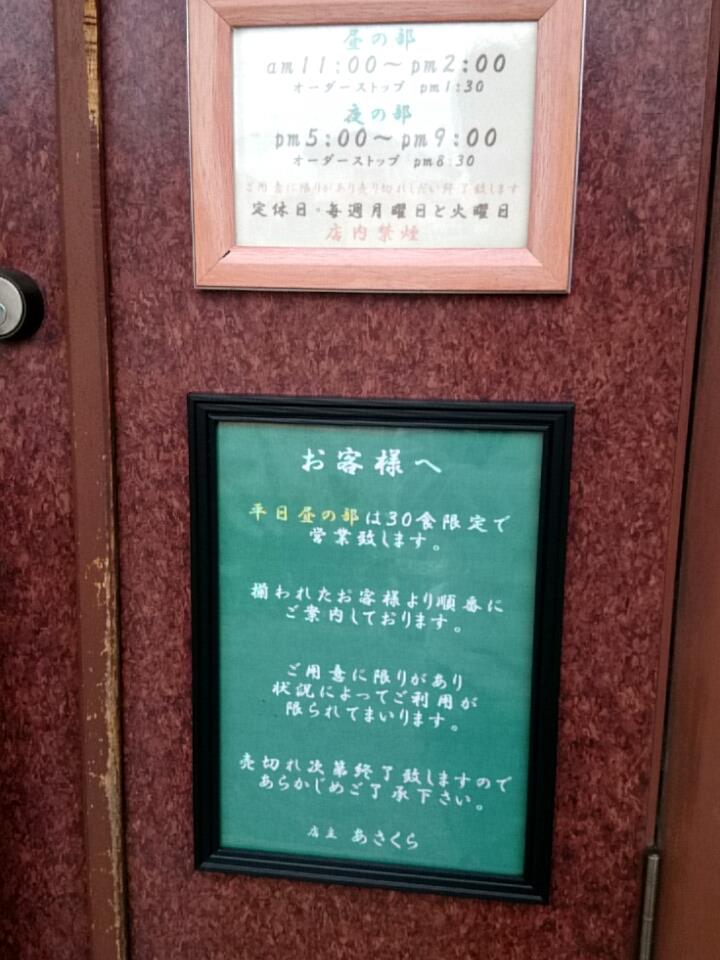 昼の部
am11:00～pm2:00
オーダーストップ pm1:30
夜の部
pm5:00～pm9:00
オーダーストップ pm8:30
ご用意に限りがあり売り切れしだい終了致します
定休日・毎週月曜日と火曜日
店内禁煙
お客様へ
平日昼の部は30食限定で
営業致します。
揃われたお客様より順番に
ご案内しております。
ご用意に限りがあり
状況によってご利用が
限られてまいります。
売切れ次第終了致しますので
あらかじめご了承下さい。
店主 あさくら